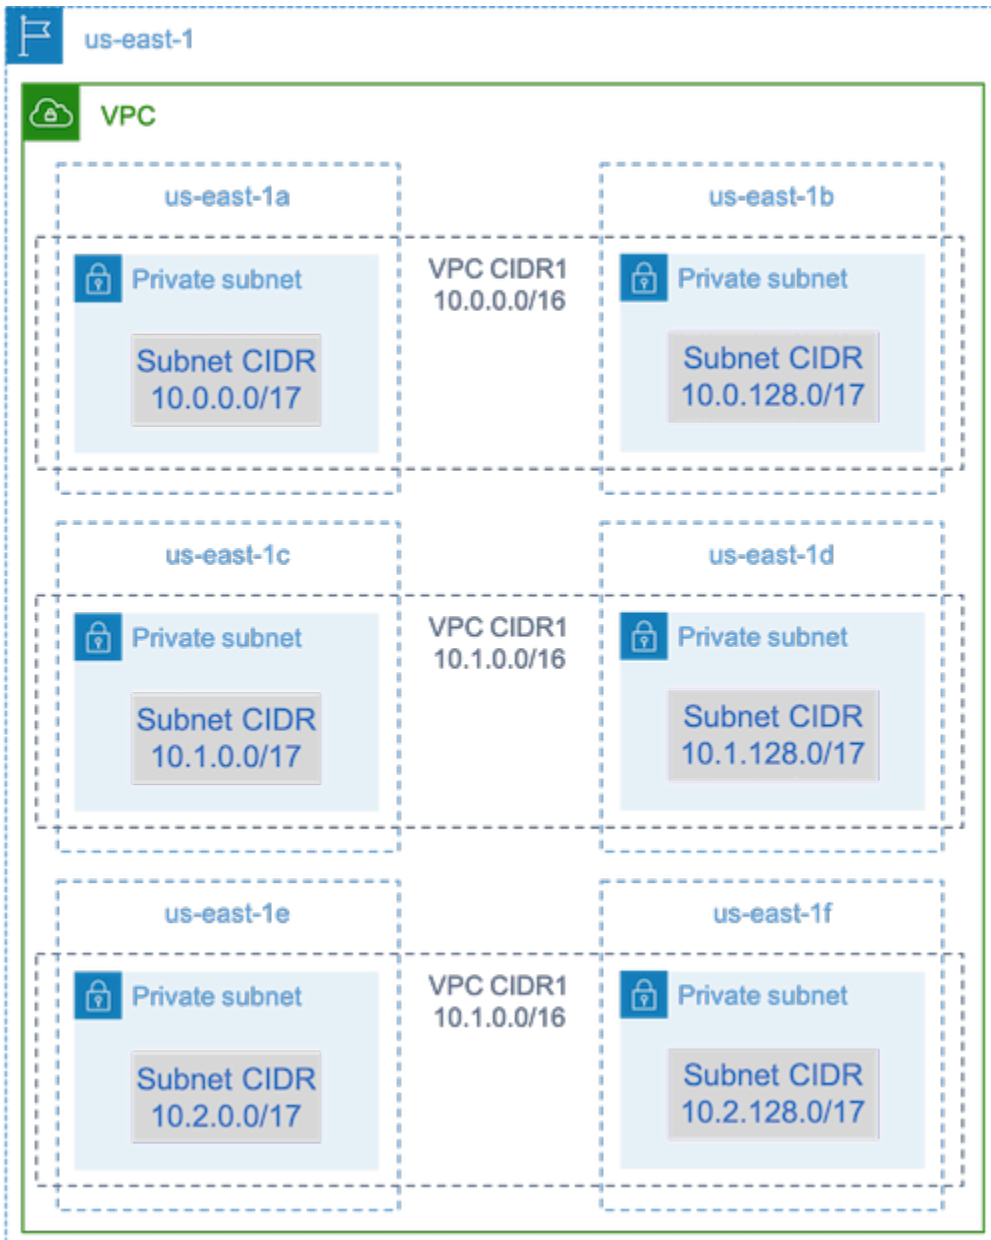 us-east-1
VPC
us-east-1a
us-east-1b
Private subnet
VPC CIDR1
10.0.0.0/16
Private subnet
Subnet CIDR
10.0.0.0/17
Subnet CIDR
10.0.128.0/17
us-east-1c
us-east-1d
Private subnet
VPC CIDR1
10.1.0.0/16
Private subnet
Subnet CIDR
10.1.0.0/17
Subnet CIDR
10.1.128.0/17
us-east-1e
us-east-1f
Private subnet
VPC CIDR1
10.1.0.0/16
Private subnet
Subnet CIDR
10.2.0.0/17
Subnet CIDR
10.2.128.0/17